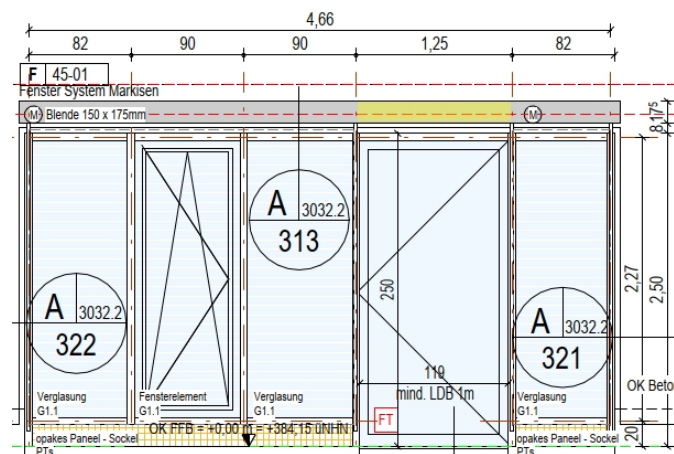 4,66
82 90 90 1,25 82
F 45-01
Fenster System Markisen
M Blende 150 x 175mm M
8 17⁵
A 3032.2
313
A 3032.2
322
A 3032.2
321
250
2,27
2,50
119
mind. LDB 1m
OK Beto
Verglasung
G1.1
Fensterelement
G1.1
Verglasung
G1.1
Verglasung
G1.1
FT
OK FFB = +0,00 m = +384,15 üNHN
20
opakes Paneel - Sockel
PTs
opakes Paneel - Sockel
PTs